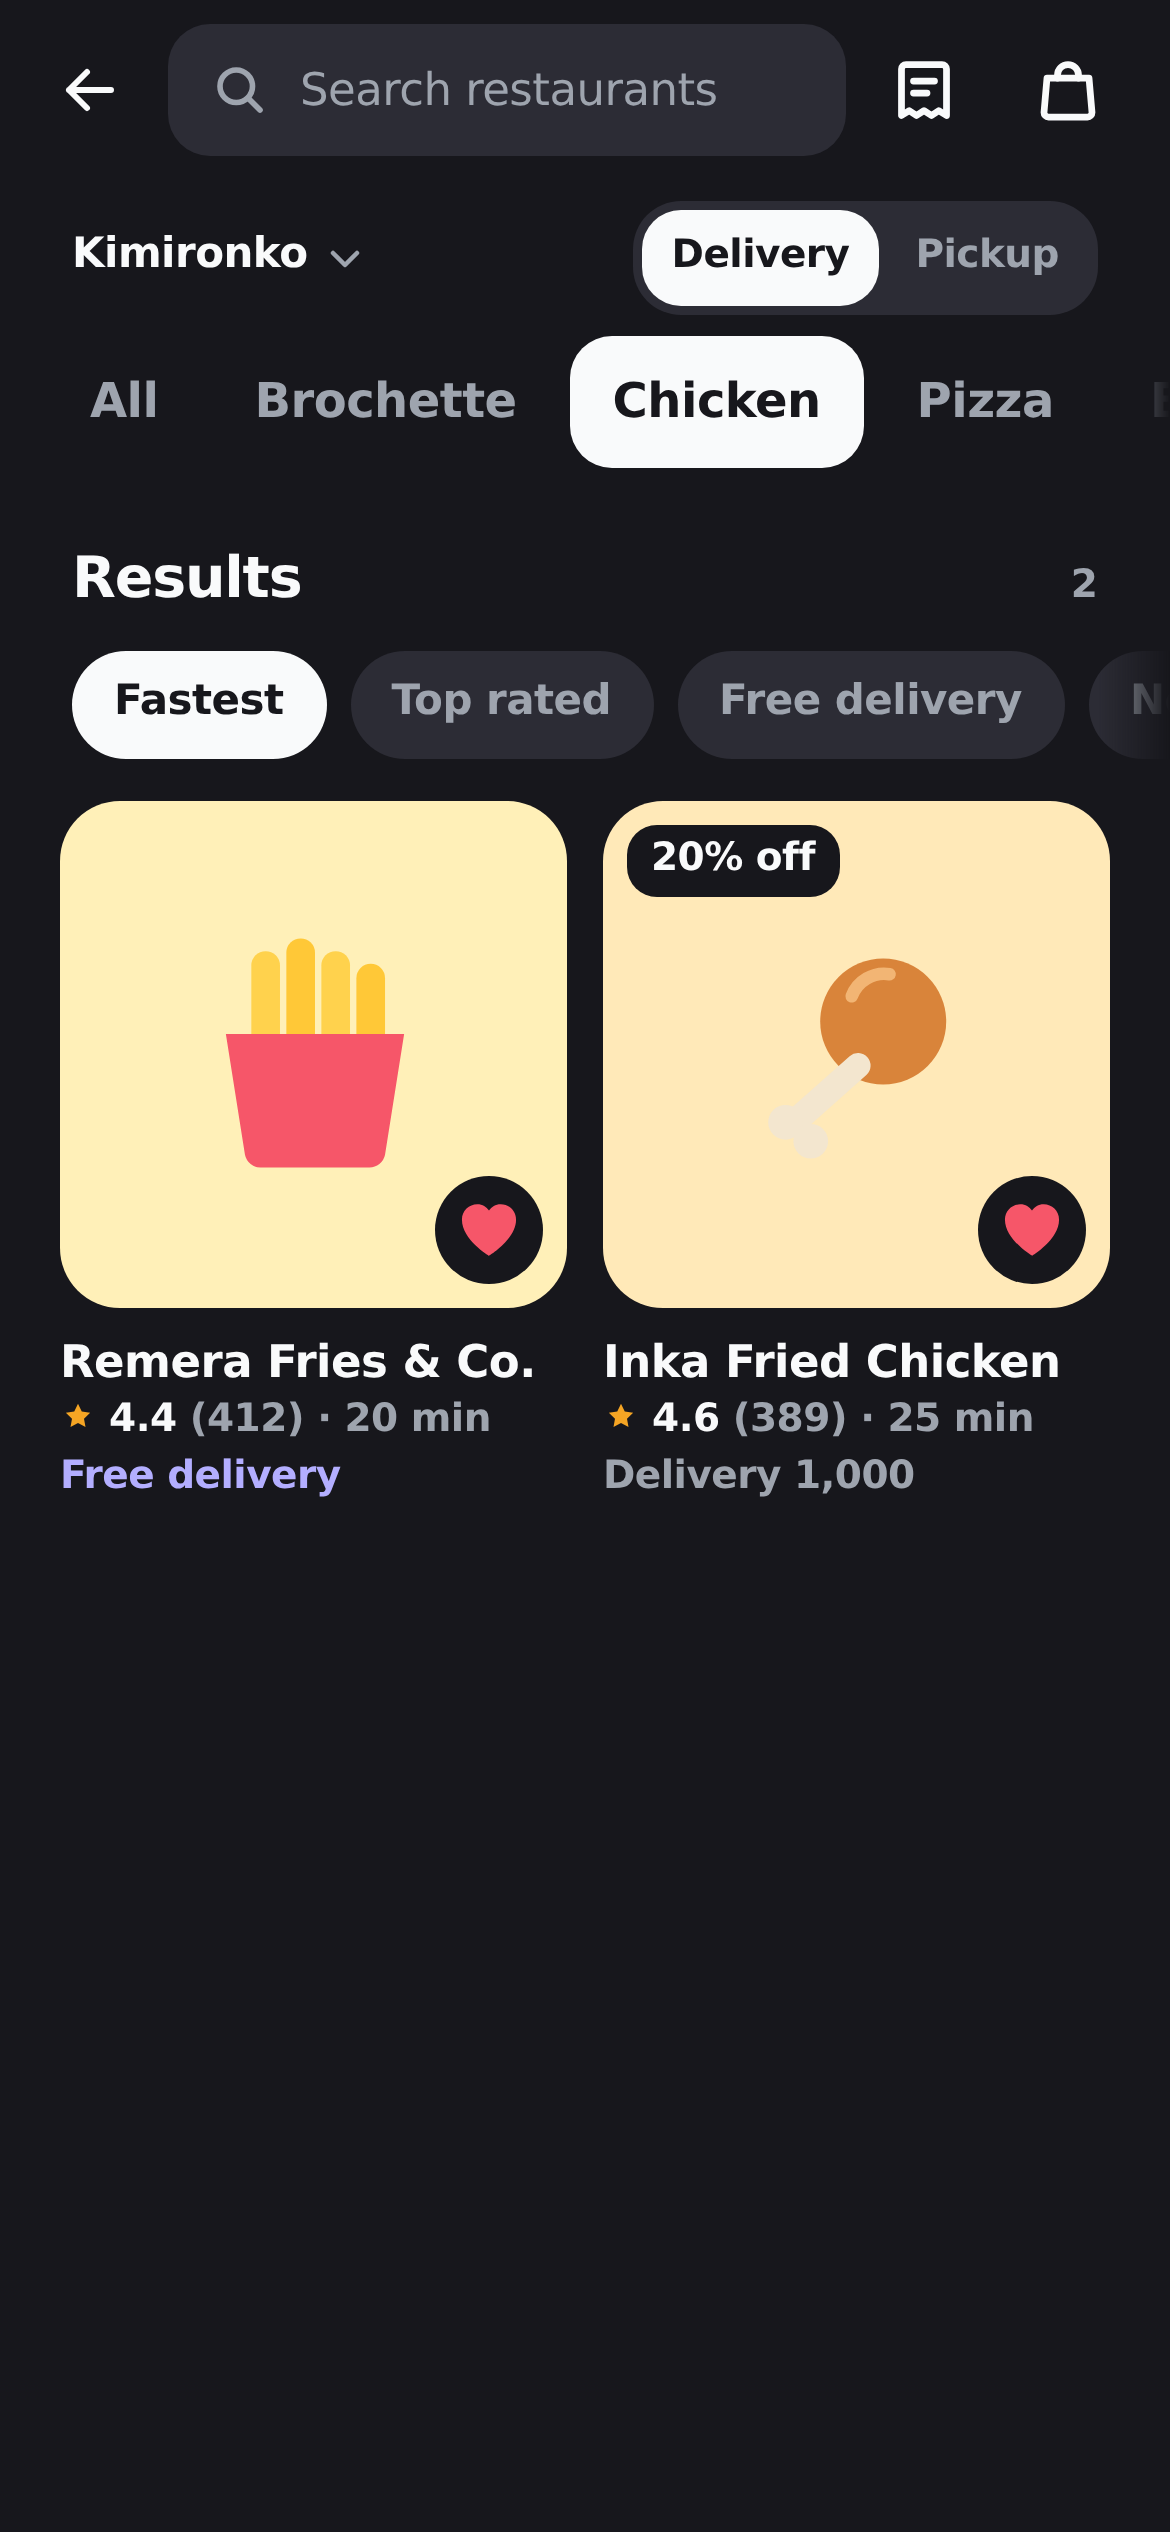 Search restaurants
Kimironko
Delivery Pickup
All Brochette Chicken Pizza
Results 2
Fastest Top rated Free delivery
20% off
Remera Fries & Co.
4.4 (412) · 20 min
Free delivery
Inka Fried Chicken
4.6 (389) · 25 min
Delivery 1,000